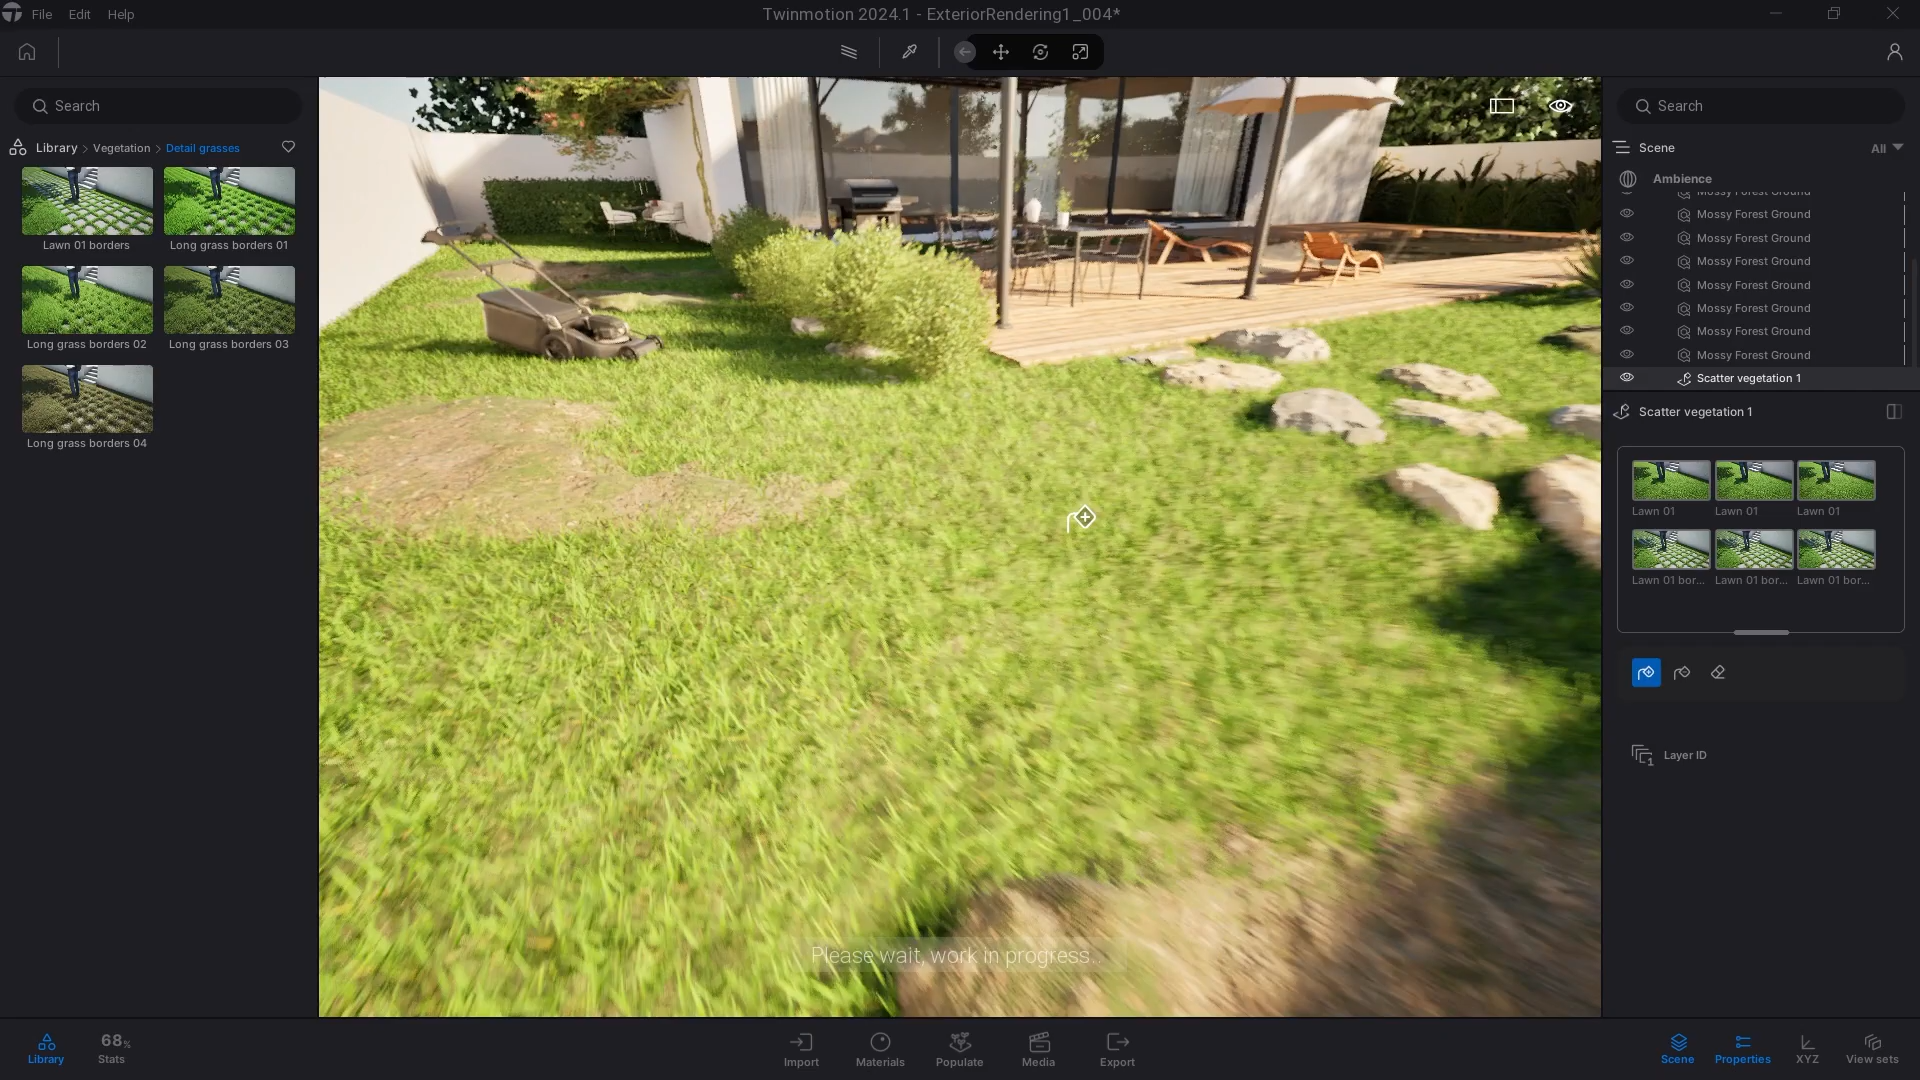 File Edit Help
Twinmotion 2024.1 - ExteriorRendering1_004*
Search
Library > Vegetation > Detail grasses
Lawn 01 borders
Long grass borders 01
Long grass borders 02
Long grass borders 03
Long grass borders 04
Please wait, work in progress...
Search
Scene
All
Ambience
Mossy Forest Ground
Mossy Forest Ground
Mossy Forest Ground
Mossy Forest Ground
Mossy Forest Ground
Mossy Forest Ground
Mossy Forest Ground
Mossy Forest Ground
Scatter vegetation 1
Scatter vegetation 1
Lawn 01 Lawn 01 Lawn 01
Lawn 01 bor... Lawn 01 bor... Lawn 01 bor...
1 Layer ID
Library
68%
Stats
Import
Materials
Populate
Media
Export
Scene
Properties
XYZ
View sets